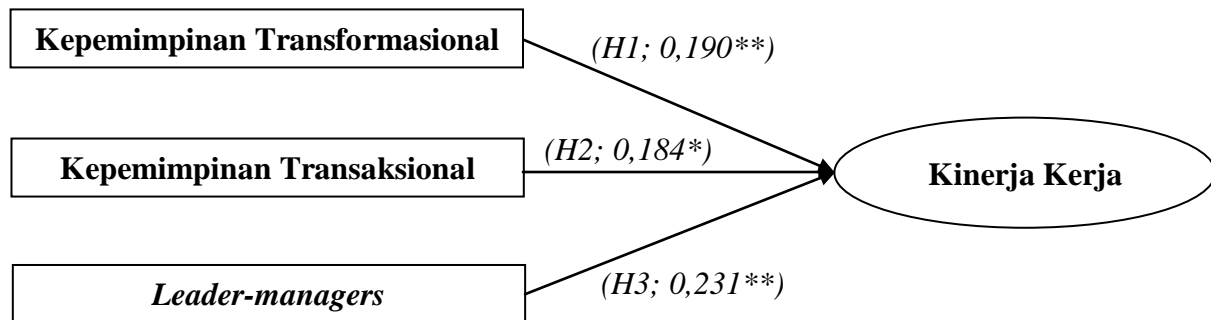 Kepemimpinan Transformasional
(H1; 0,190**)
Kepemimpinan Transaksional
(H2; 0,184*)
Kinerja Kerja
Leader-managers
(H3; 0,231**)